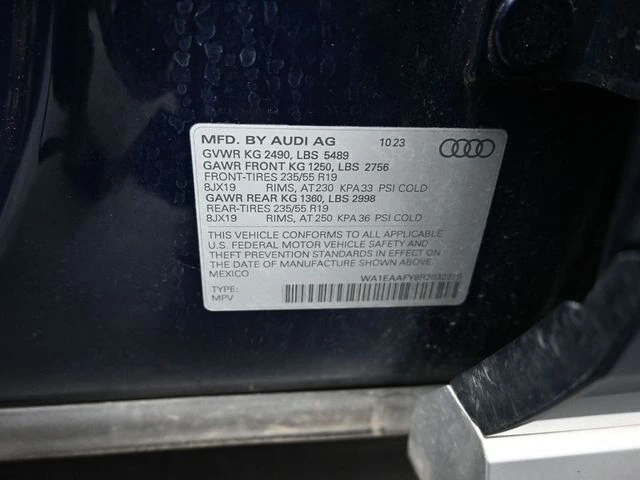 MFD. BY AUDI AG 10 23
GVWR KG 2490, LBS 5489
GAWR FRONT KG 1250, LBS 2756
FRONT-TIRES 235/55 R19
8JX19 RIMS, AT 230 KPA 33 PSI COLD
GAWR REAR KG 1360, LBS 2998
REAR-TIRES 235/55 R19
8JX19 RIMS, AT 250 KPA 36 PSI COLD
THIS VEHICLE CONFORMS TO ALL APPLICABLE
U.S. FEDERAL MOTOR VEHICLE SAFETY AND
THEFT PREVENTION STANDARDS IN EFFECT ON
THE DATE OF MANUFACTURE SHOWN ABOVE.
MEXICO
TYPE:
MPV